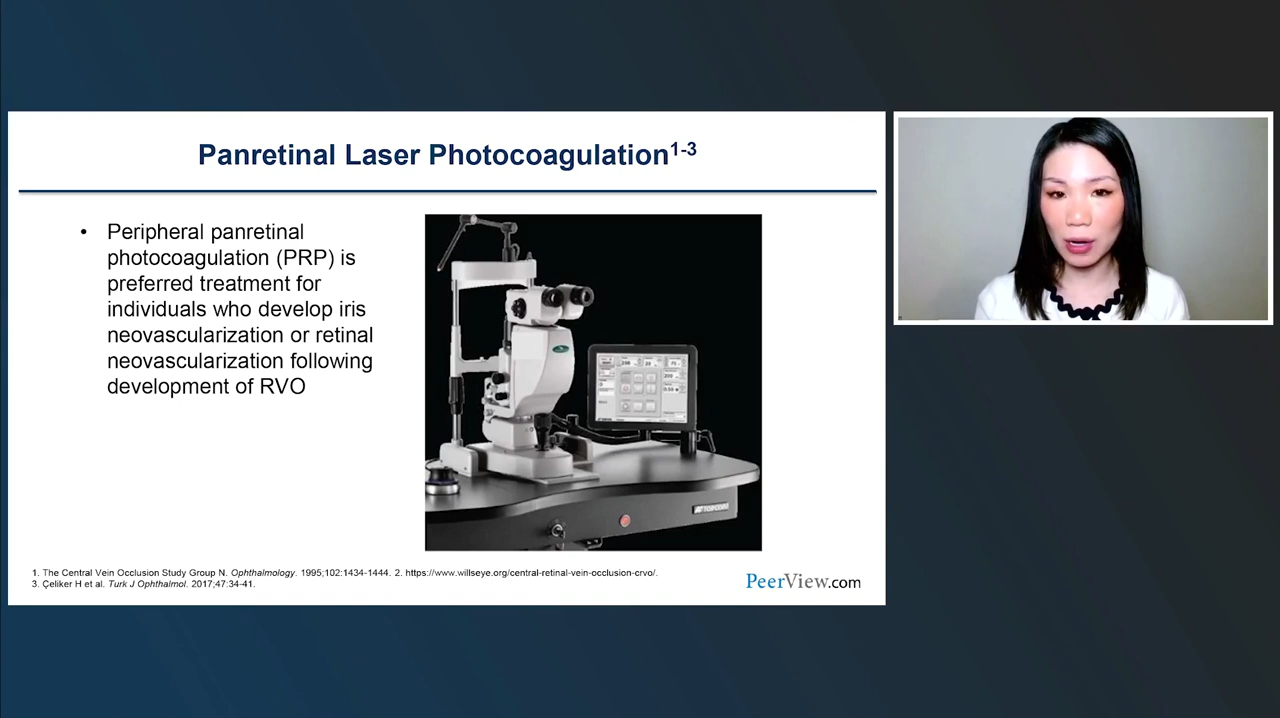 Panretinal Laser Photocoagulation1-3
• Peripheral panretinal
photocoagulation (PRP) is
preferred treatment for
individuals who develop iris
neovascularization or retinal
neovascularization following
development of RVO
TOPCON
1. The Central Vein Occlusion Study Group N. Ophthalmology. 1995;102:1434-1444. 2. https://www.willseye.org/central-retinal-vein-occlusion-crvo/.
3. Çeliker H et al. Turk J Ophthalmol. 2017;47:34-41.
PeerView.com